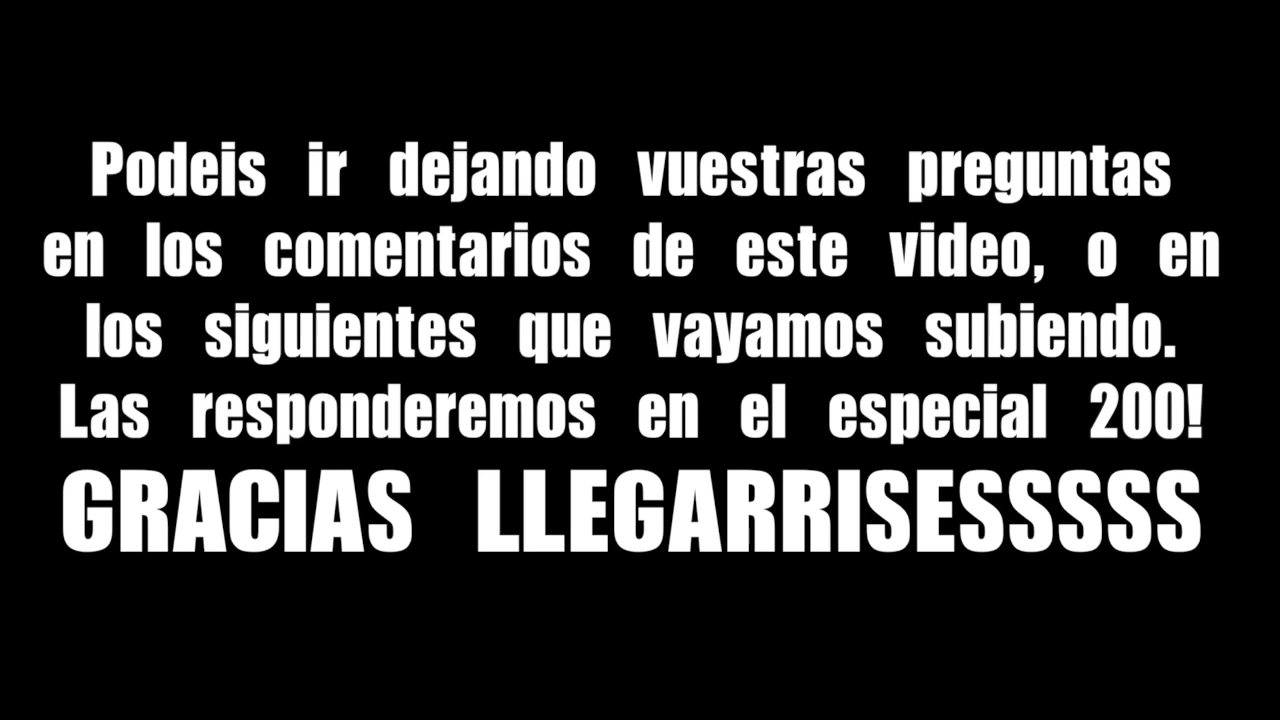 Podeis ir dejando vuestras preguntas
en los comentarios de este video, o en
los siguientes que vayamos subiendo.
Las responderemos en el especial 200!
GRACIAS LLEGARRISESSSSS